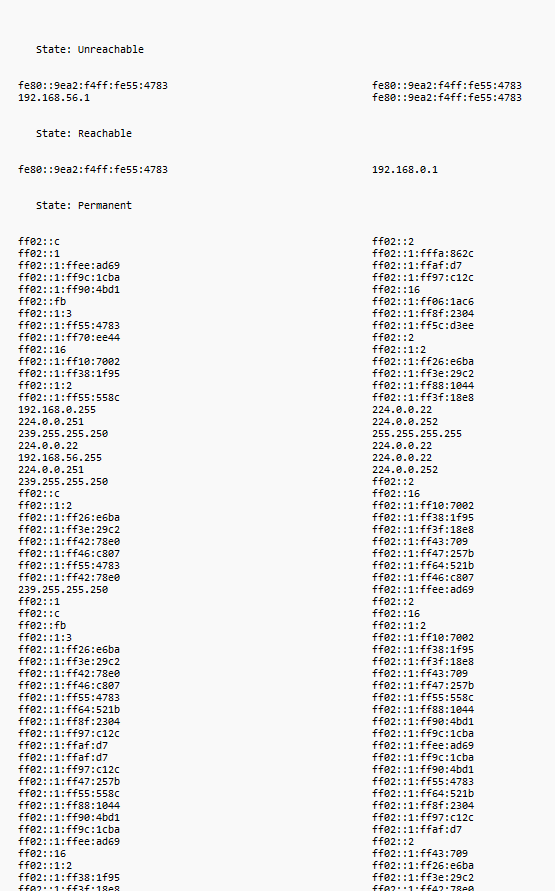 State: Unreachable
fe80::9ea2:f4ff:fe55:4783 fe80::9ea2:f4ff:fe55:4783
192.168.56.1 fe80::9ea2:f4ff:fe55:4783
State: Reachable
fe80::9ea2:f4ff:fe55:4783 192.168.0.1
State: Permanent
ff02::c ff02::2
ff02::1 ff02::1:fffa:862c
ff02::1:ffee:ad69 ff02::1:ffaf:d7
ff02::1:ff9c:1cba ff02::1:ff97:c12c
ff02::1:ff90:4bd1 ff02::16
ff02::fb ff02::1:ff06:1ac6
ff02::1:3 ff02::1:ff8f:2304
ff02::1:ff55:4783 ff02::1:ff5c:d3ee
ff02::1:ff70:ee44 ff02::2
ff02::16 ff02::1:2
ff02::1:ff10:7002 ff02::1:ff26:e6ba
ff02::1:ff38:1f95 ff02::1:ff3e:29c2
ff02::1:2 ff02::1:ff88:1044
ff02::1:ff55:558c ff02::1:ff3f:18e8
192.168.0.255 224.0.0.22
224.0.0.251 224.0.0.252
239.255.255.250 255.255.255.255
224.0.0.22 224.0.0.22
192.168.56.255 224.0.0.22
224.0.0.251 224.0.0.252
239.255.255.250 ff02::2
ff02::c ff02::16
ff02::1:2 ff02::1:ff10:7002
ff02::1:ff26:e6ba ff02::1:ff38:1f95
ff02::1:ff3e:29c2 ff02::1:ff3f:18e8
ff02::1:ff42:78e0 ff02::1:ff43:709
ff02::1:ff46:c807 ff02::1:ff47:257b
ff02::1:ff55:4783 ff02::1:ff64:521b
ff02::1:ff42:78e0 ff02::1:ff46:c807
239.255.255.250 ff02::1:ffee:ad69
ff02::1 ff02::2
ff02::c ff02::16
ff02::fb ff02::1:2
ff02::1:3 ff02::1:ff10:7002
ff02::1:ff26:e6ba ff02::1:ff38:1f95
ff02::1:ff3e:29c2 ff02::1:ff3f:18e8
ff02::1:ff42:78e0 ff02::1:ff43:709
ff02::1:ff46:c807 ff02::1:ff47:257b
ff02::1:ff55:4783 ff02::1:ff55:558c
ff02::1:ff64:521b ff02::1:ff88:1044
ff02::1:ff8f:2304 ff02::1:ff90:4bd1
ff02::1:ff97:c12c ff02::1:ff9c:1cba
ff02::1:ffaf:d7 ff02::1:ffee:ad69
ff02::1:ffaf:d7 ff02::1:ff9c:1cba
ff02::1:ff97:c12c ff02::1:ff90:4bd1
ff02::1:ff47:257b ff02::1:ff55:4783
ff02::1:ff55:558c ff02::1:ff64:521b
ff02::1:ff88:1044 ff02::1:ff8f:2304
ff02::1:ff90:4bd1 ff02::1:ff97:c12c
ff02::1:ff9c:1cba ff02::1:ffaf:d7
ff02::1:ffee:ad69 ff02::2
ff02::16 ff02::1:ff43:709
ff02::1:2 ff02::1:ff26:e6ba
ff02::1:ff38:1f95 ff02::1:ff3e:29c2
ff02::1:ff3f:18e8 ff02::1:ff42:78e0